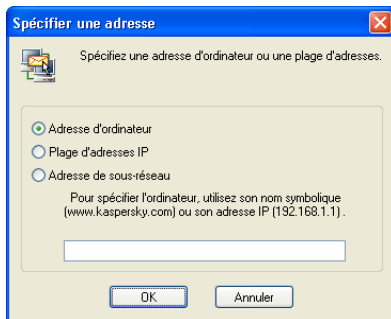 Spécifier une adresse
Spécifiez une adresse d'ordinateur ou une plage d'adresses.
Adresse d'ordinateur
Plage d'adresses IP
Adresse de sous-réseau
Pour spécifier l'ordinateur, utilisez son nom symbolique
(www.kaspersky.com) ou son adresse IP (192.168.1.1) .
OK
Annuler